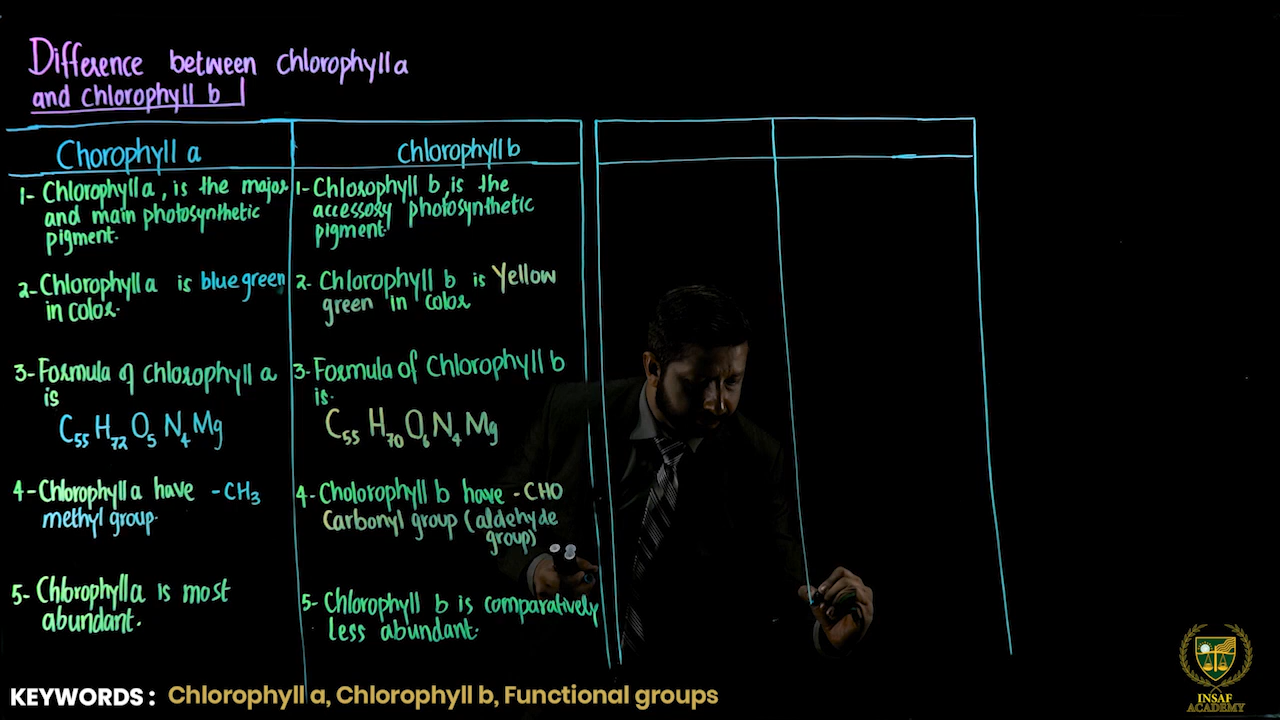 Difference between chlorophyll a
and chlorophyll b
Chorophyll a
Chlorophyll b
1- Chlorophyll a, is the major
and main photosynthetic
pigment.
1- Chlorophyll b, is the
accessory photosynthetic
pigment.
2- Chlorophyll a is blue green
in color.
2- Chlorophyll b is Yellow
green in color
3- Formula of chlorophyll a
is
C55 H72 O5 N4 Mg
3- Formula of Chlorophyll b
is.
C55 H70 O6 N4 Mg
4- Chlorophyll a have -CH3
methyl group.
4- Cholorophyll b have -CHO
Carbonyl group (aldehyde
group)
5- Chlorophyll a is most
abundant.
5- Chlorophyll b is comparatively
less abundant.
KEYWORDS : Chlorophyll a, Chlorophyll b, Functional groups
INSAF
ACADEMY